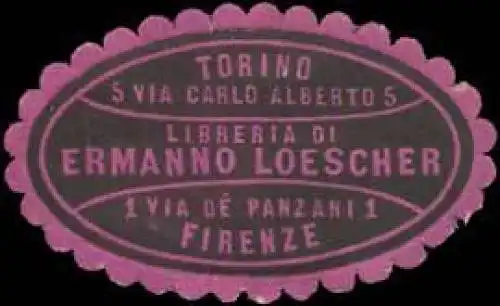 TORINO
5 VIA CARLO ALBERTO 5
LIBRERIA DI
ERMANNO LOESCHER
1 VIA DÉ PANZANI 1
FIRENZE